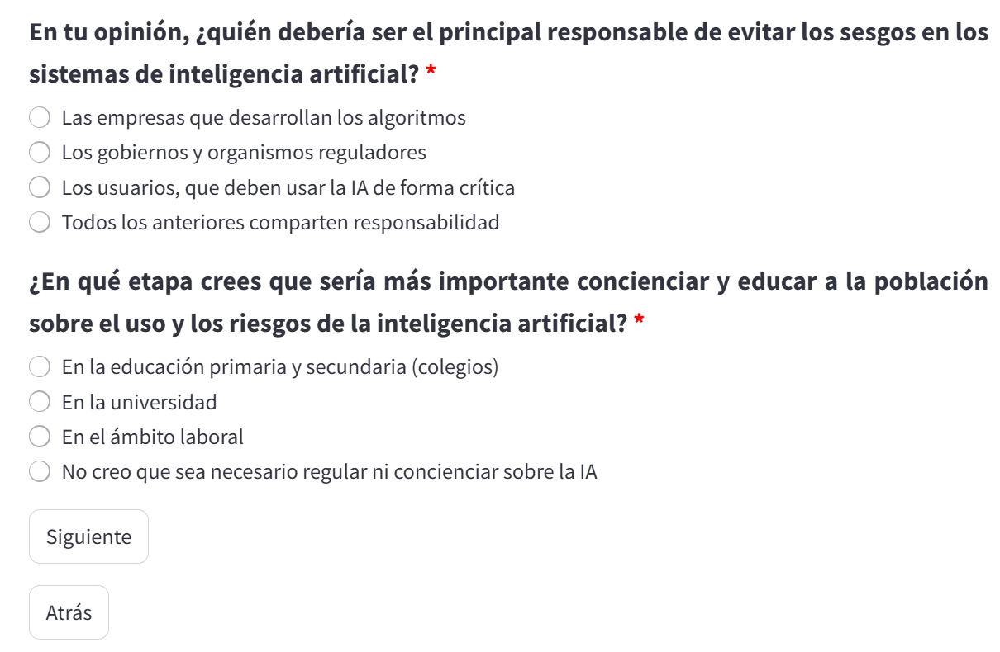 En tu opinión, ¿quién debería ser el principal responsable de evitar los sesgos en los
sistemas de inteligencia artificial? *
Las empresas que desarrollan los algoritmos
Los gobiernos y organismos reguladores
Los usuarios, que deben usar la IA de forma crítica
Todos los anteriores comparten responsabilidad
¿En qué etapa crees que sería más importante concienciar y educar a la población
sobre el uso y los riesgos de la inteligencia artificial? *
En la educación primaria y secundaria (colegios)
En la universidad
En el ámbito laboral
No creo que sea necesario regular ni concienciar sobre la IA
Siguiente
Atrás